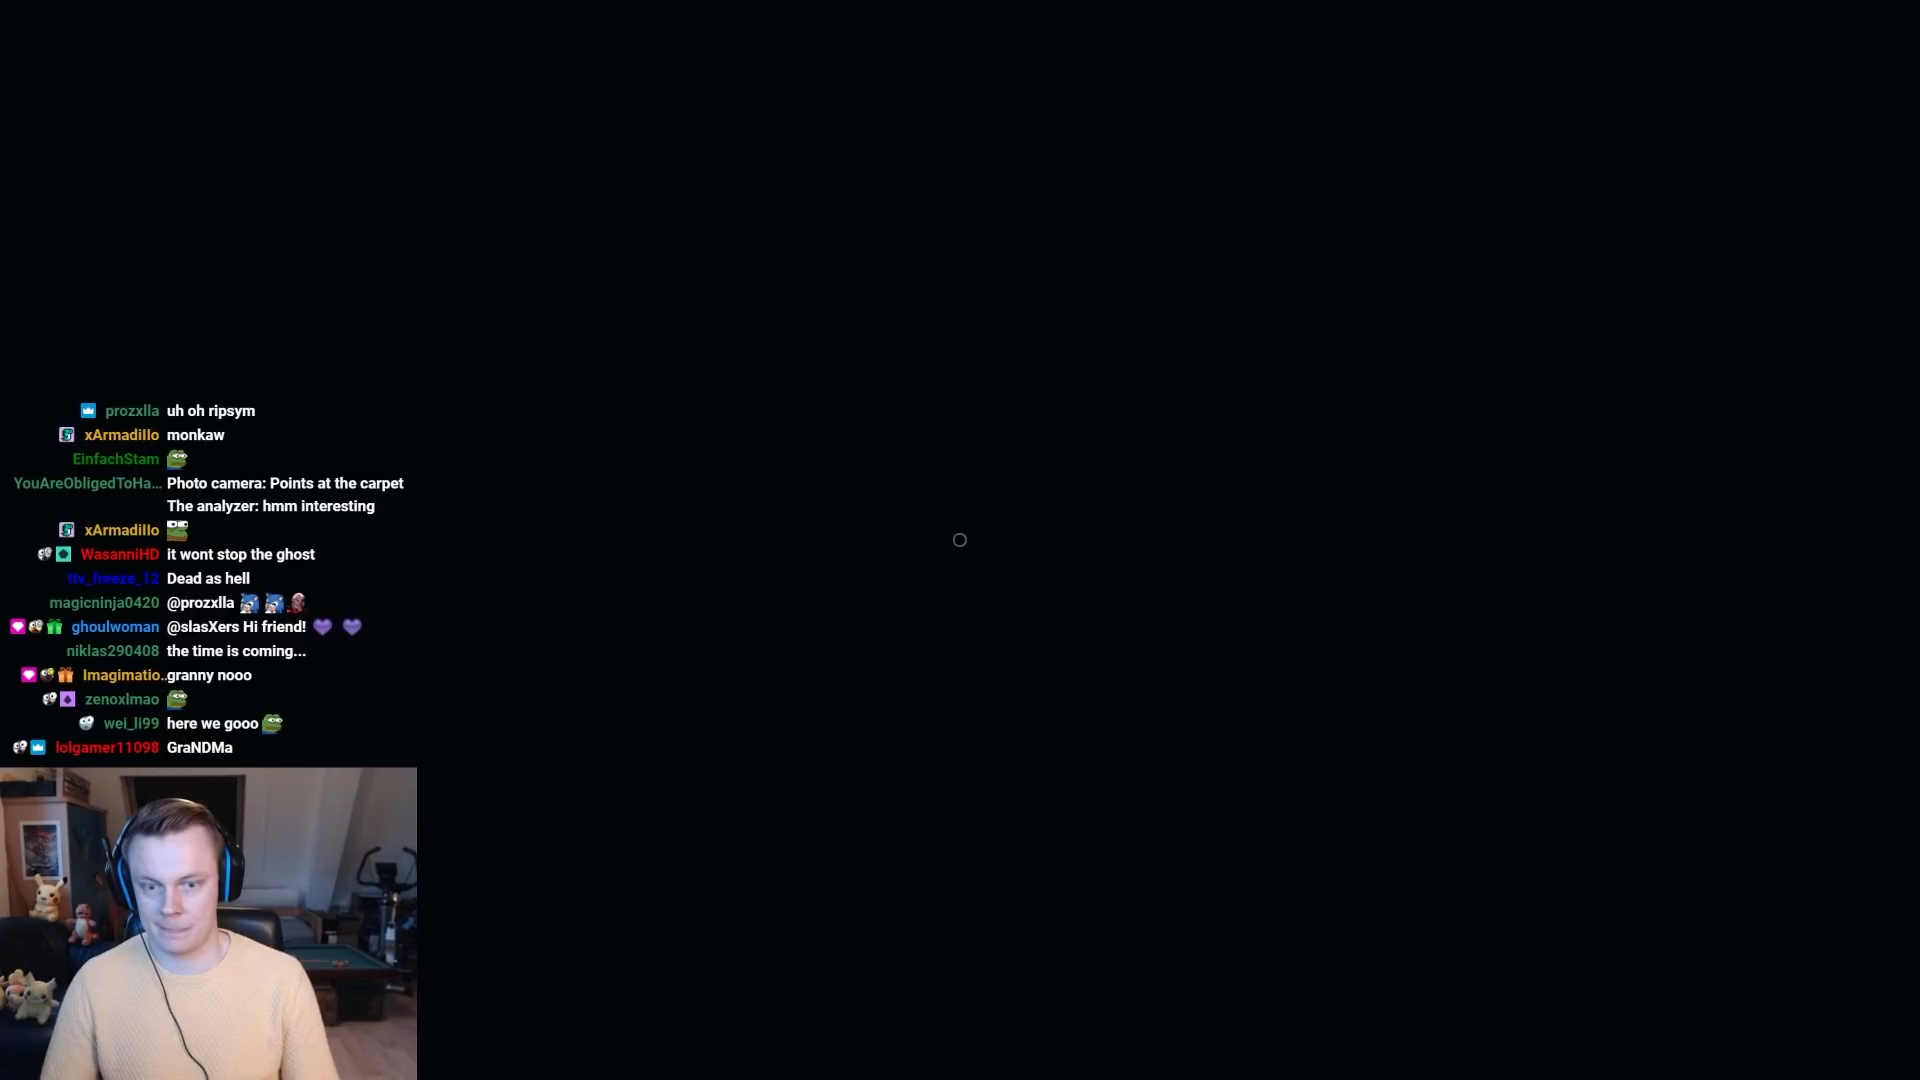 prozxlla uh oh ripsym
xArmadillo monkaw
EinfachStam
YouAreObligedToHa... Photo camera: Points at the carpet
The analyzer: hmm interesting
xArmadillo
WasanniHD it wont stop the ghost
ttv_freeze_12 Dead as hell
magicninja0420 @prozxlla
ghoulwoman @slasXers Hi friend!
niklas290408 the time is coming...
Imagimatio.. granny nooo
zenoxlmao
wei_li99 here we gooo
lolgamer11098 GraNDMa